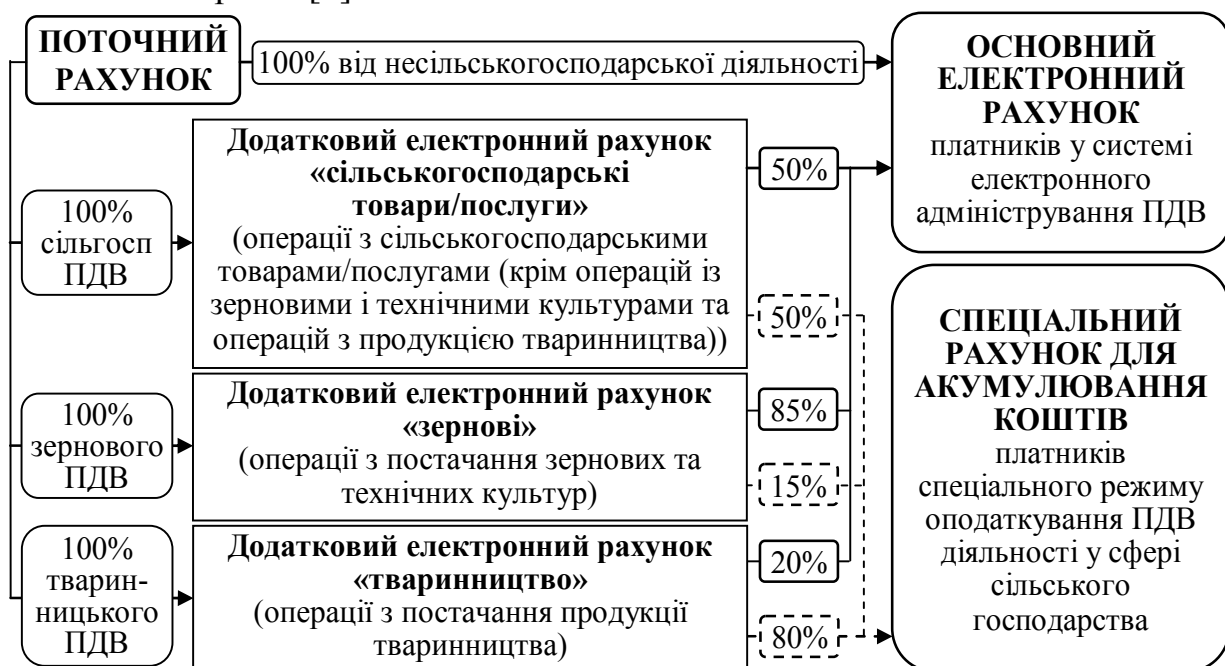 ПОТОЧНИЙ
РАХУНОК
100% від несільськогосподарської діяльності
ОСНОВНИЙ
ЕЛЕКТРОННИЙ
РАХУНОК
платників у системі
електронного
адміністрування ПДВ
100%
сільгосп
ПДВ
Додатковий електронний рахунок
«сільськогосподарські
товари/послуги»
(операції з сільськогосподарськими
товарами/послугами (крім операцій із
зерновими і технічними культурами та
операцій з продукцією тваринництва))
50%
50%
100%
зернового
ПДВ
Додатковий електронний рахунок
«зернові»
(операції з постачання зернових та
технічних культур)
85%
15%
100%
тварин-
ницького
ПДВ
Додатковий електронний рахунок
«тваринництво»
(операції з постачання продукції
тваринництва)
20%
80%
СПЕЦІАЛЬНИЙ
РАХУНОК ДЛЯ
АКУМУЛЮВАННЯ
КОШТІВ
платників
спеціального режиму
оподаткування ПДВ
діяльності у сфері
сільського
господарства